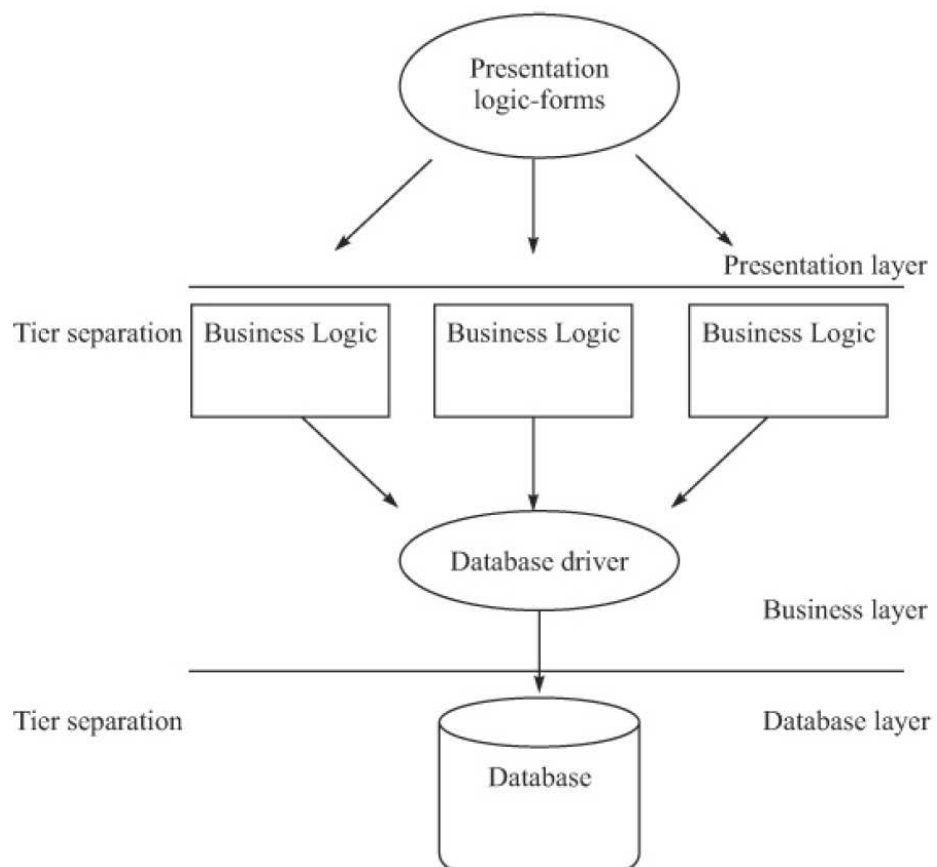 Presentation
logic-forms
Presentation layer
Tier separation
Business Logic
Business Logic
Business Logic
Database driver
Business layer
Tier separation
Database layer
Database